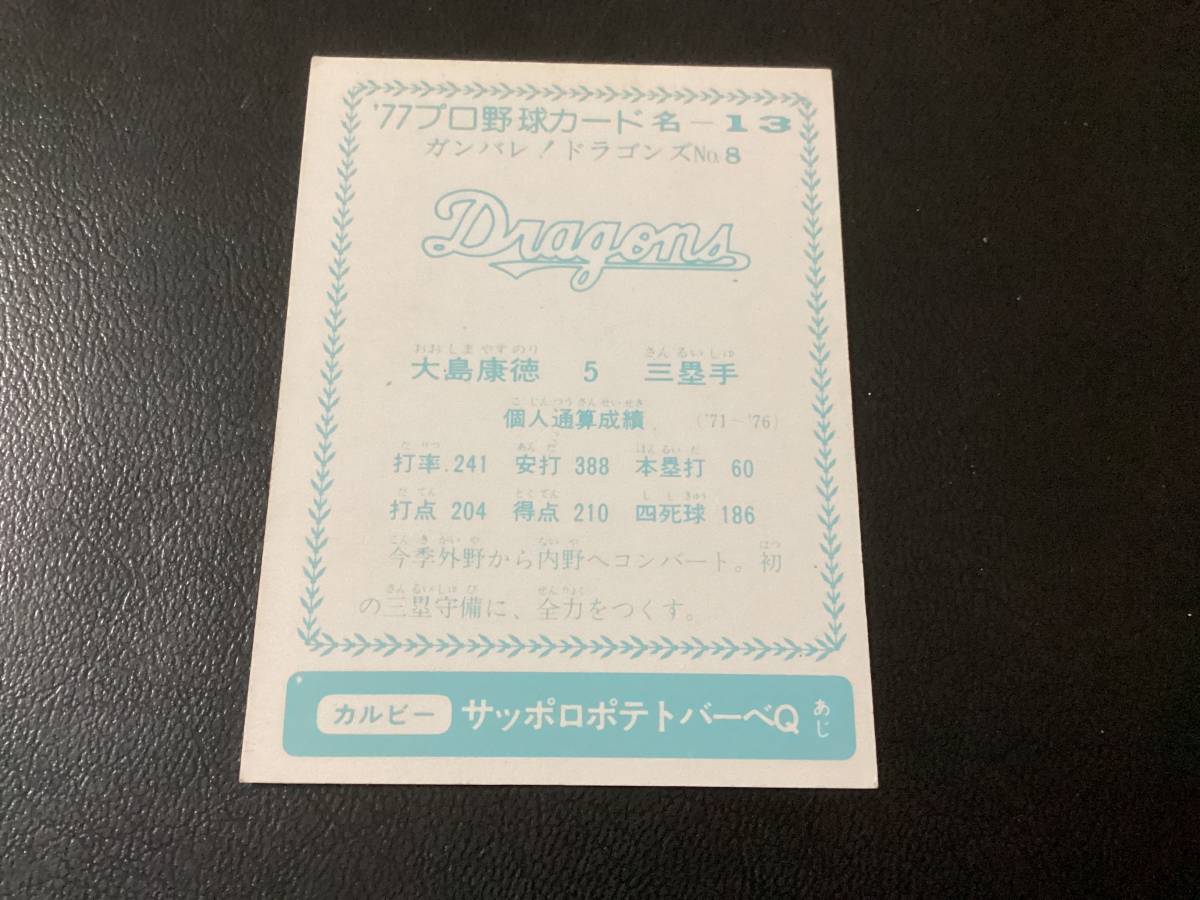 '77プロ野球カード 名－13
ガンバレ！ドラゴンズNo.8
Dragons
おおしま やすのり さんるいしゅ
大島康徳 5 三塁手
こじんつうさんせいせき
個人通算成績 ('71－'76)
だりつ あんだ ほんるいだ
打率.241 安打 388 本塁打 60
だてん とくてん ししきゅう
打点 204 得点 210 四死球 186
こんきがいや ないや はつ
今季外野から内野へコンバート。初
さんるいしゅび ぜんりょく
の三塁守備に、全力をつくす。
カルビー サッポロポテトバーベQ あじ